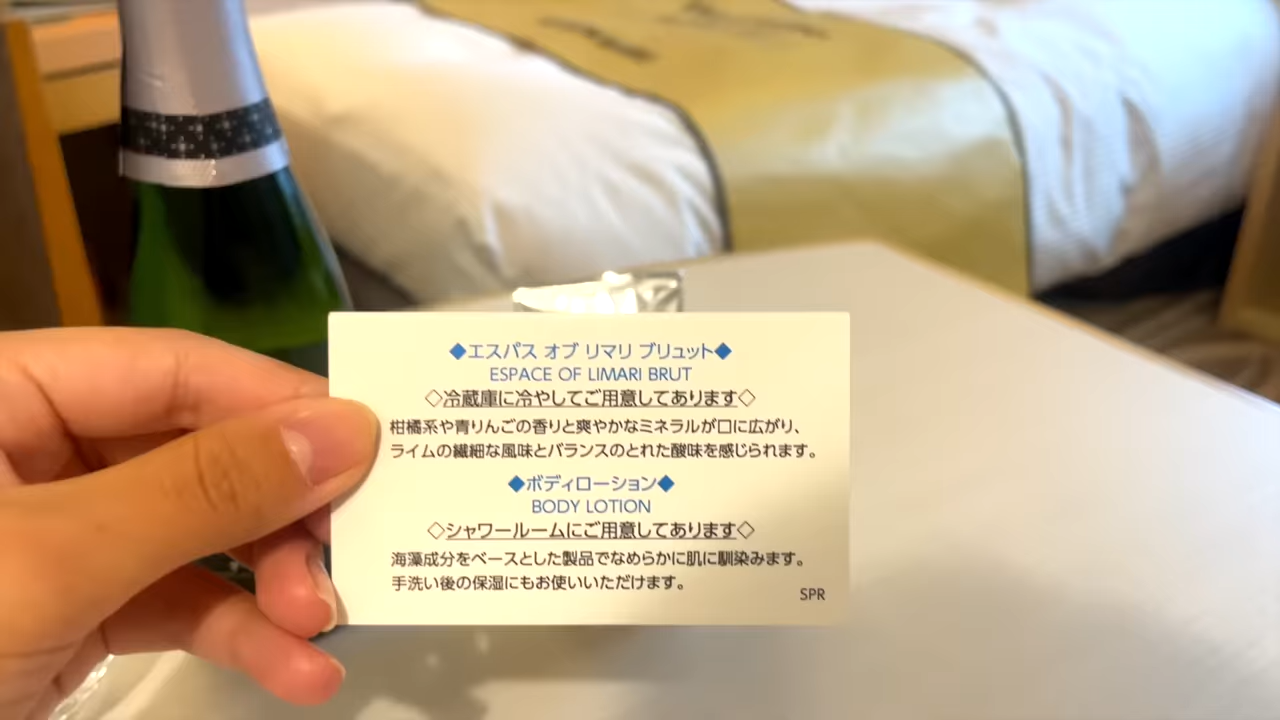 ◆エスパス オブ リマリ ブリュット◆
ESPACE OF LIMARI BRUT
◇冷蔵庫に冷やしてご用意してあります◇
柑橘系や青りんごの香りと爽やかなミネラルが口に広がり、
ライムの繊細な風味とバランスのとれた酸味を感じられます。
◆ボディローション◆
BODY LOTION
◇シャワールームにご用意してあります◇
海藻成分をベースとした製品でなめらかに肌に馴染みます。
手洗い後の保湿にもお使いいただけます。
SPR